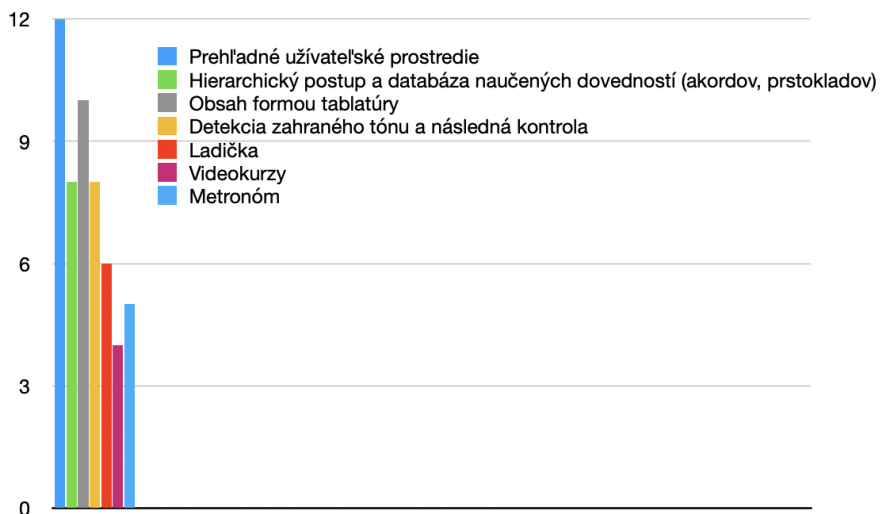 12
Prehľadné užívateľské prostredie
Hierarchický postup a databáza naučených dovedností (akordov, prstokladov)
Obsah formou tablatúry
9
Detekcia zahraného tónu a následná kontrola
Ladička
Videokurzy
Metronóm
6
3
0